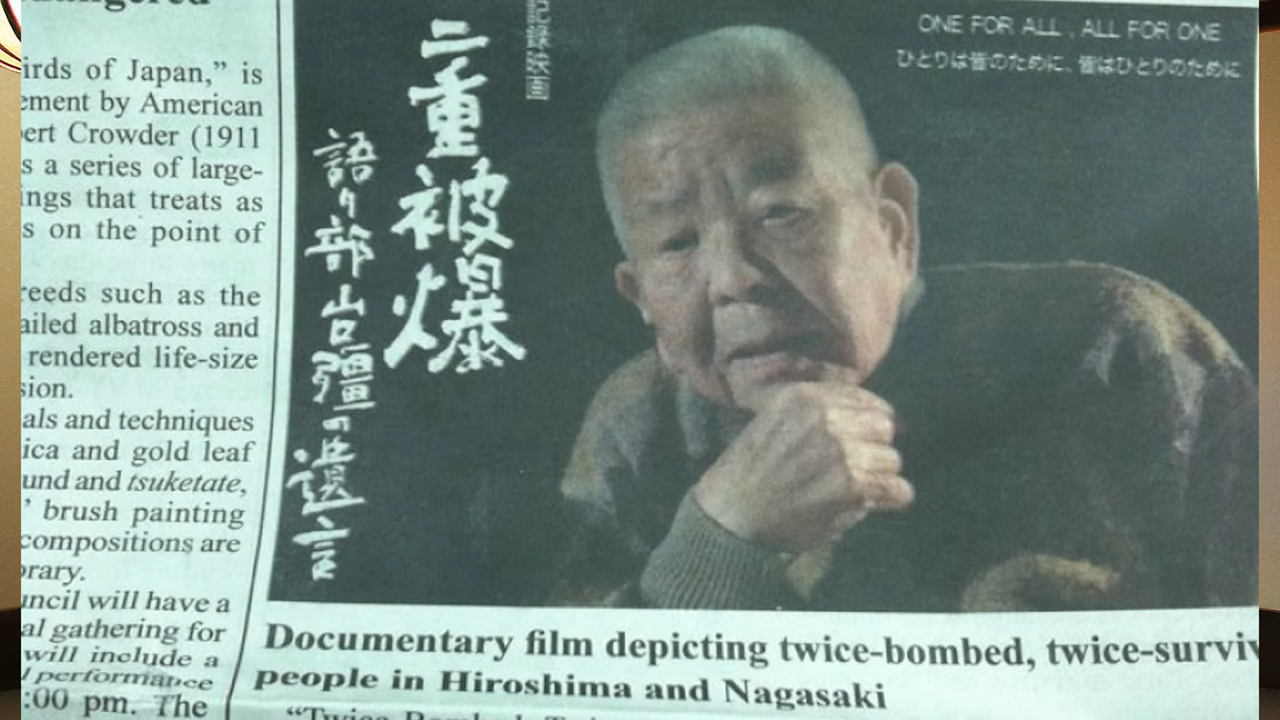 irds of Japan,” is
ement by American
ert Crowder (1911
s a series of large-
ings that treats as
s on the point of
reeds such as the
ailed albatross and
rendered life-size
sion.
als and techniques
ica and gold leaf
und and tsuketate,
’ brush painting
compositions are
rary.
uncil will have a
al gathering for
will include a
performance
:00 pm. The
ONE FOR ALL , ALL FOR ONE
ひとりは皆のために、皆はひとりのために
二重被爆
語り部 山口彊の遺言
Documentary film depicting twice-bombed, twice-surviv
people in Hiroshima and Nagasaki